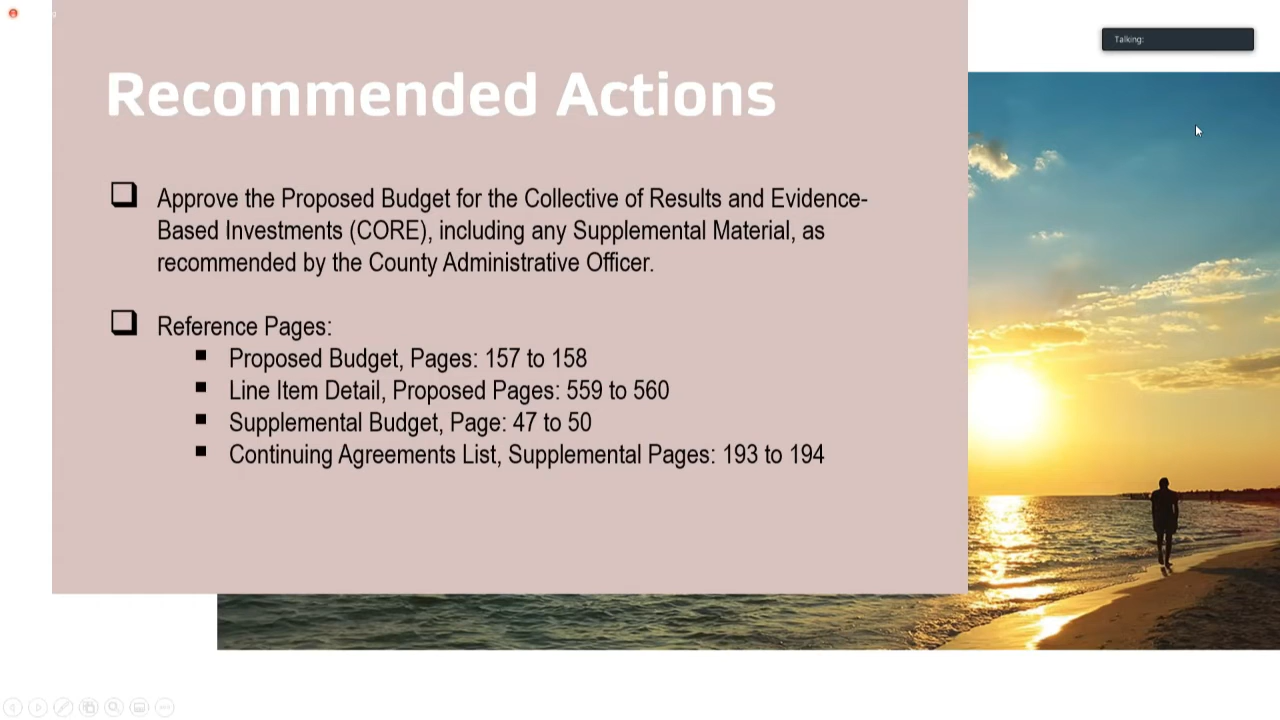 Talking:
Recommended Actions
Approve the Proposed Budget for the Collective of Results and Evidence-
Based Investments (CORE), including any Supplemental Material, as
recommended by the County Administrative Officer.
Reference Pages:
Proposed Budget, Pages: 157 to 158
Line Item Detail, Proposed Pages: 559 to 560
Supplemental Budget, Page: 47 to 50
Continuing Agreements List, Supplemental Pages: 193 to 194